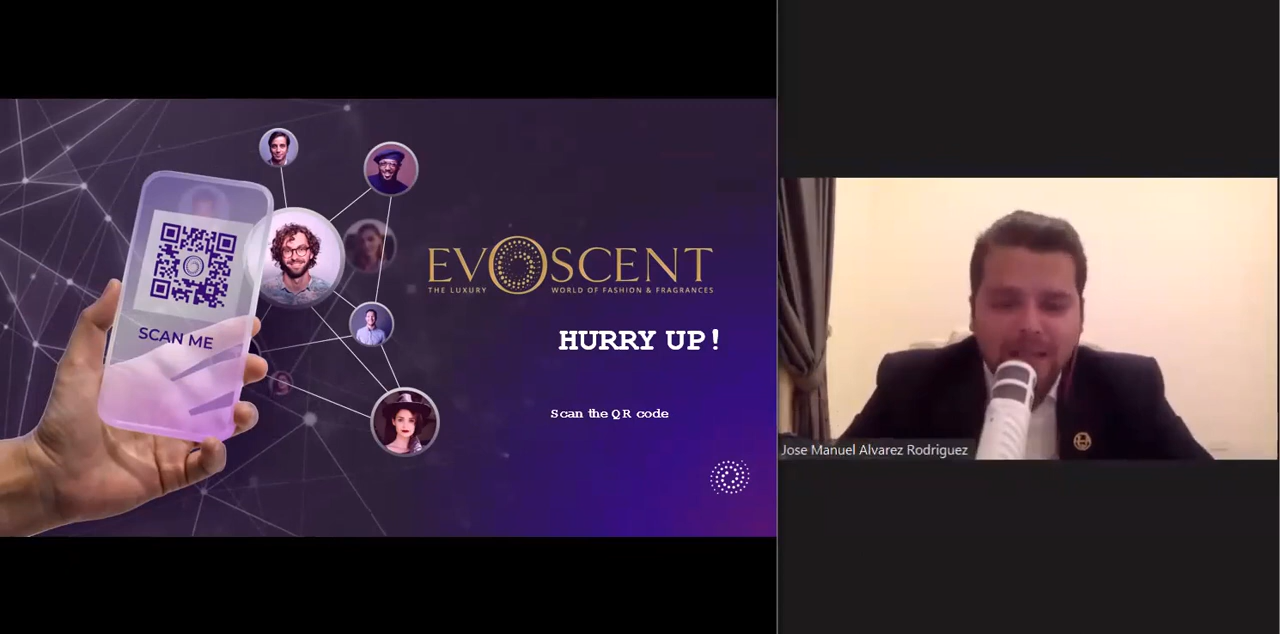 SCAN ME
EVOSCENT
THE LUXURY WORLD OF FASHION & FRAGRANCES
HURRY UP!
Scan the QR code
Jose Manuel Alvarez Rodriguez